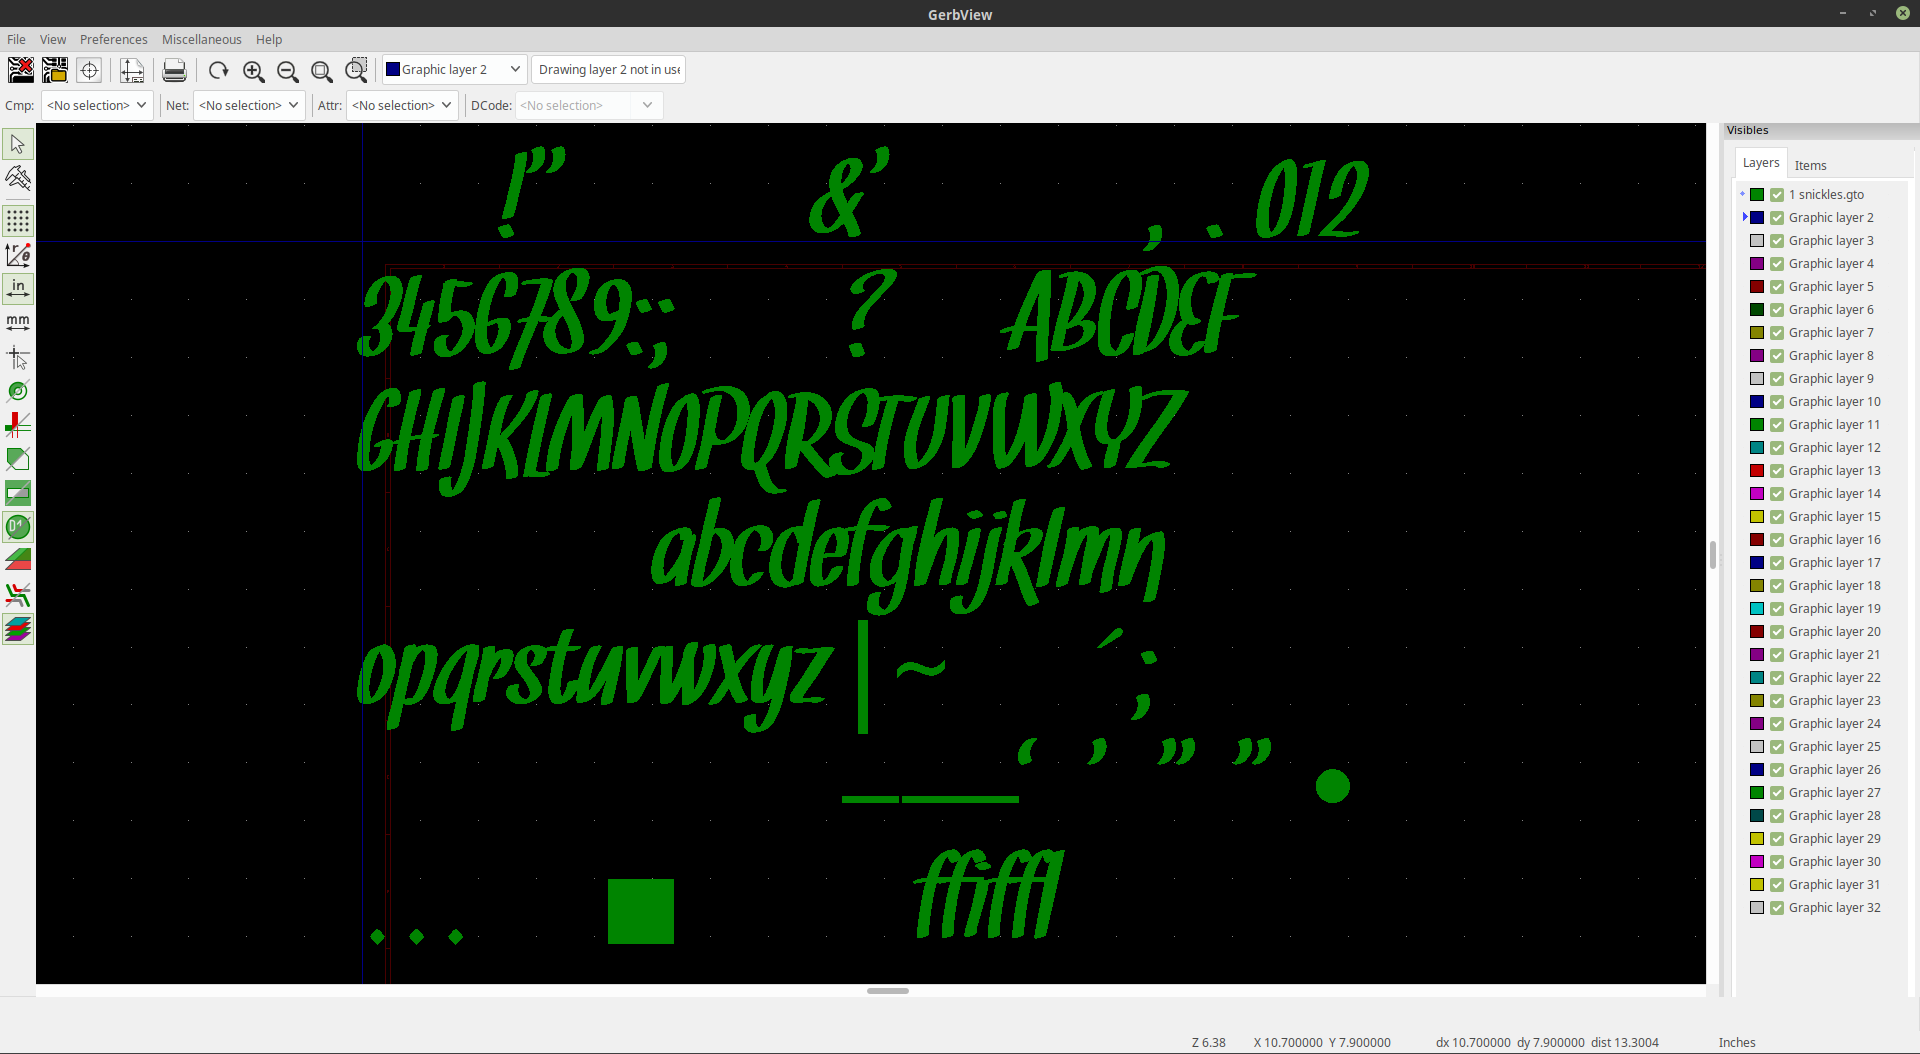 GerbView
File View Preferences Miscellaneous Help
Graphic layer 2 Drawing layer 2 not in use
Cmp: <No selection> Net: <No selection> Attr: <No selection> DCode: <No selection>
in
mm
!" & ' , . 012
3456789:; ? ABCDEF
GHIJKLMNOPQRSTUVWXYZ
abcdefghijklmn
opqrstuvwxyz | ~ ´ ;
‘ ’ ” ”
– — •
… ■ ffiffl
Visibles
Layers Items
1 snickles.gto
Graphic layer 2
Graphic layer 3
Graphic layer 4
Graphic layer 5
Graphic layer 6
Graphic layer 7
Graphic layer 8
Graphic layer 9
Graphic layer 10
Graphic layer 11
Graphic layer 12
Graphic layer 13
Graphic layer 14
Graphic layer 15
Graphic layer 16
Graphic layer 17
Graphic layer 18
Graphic layer 19
Graphic layer 20
Graphic layer 21
Graphic layer 22
Graphic layer 23
Graphic layer 24
Graphic layer 25
Graphic layer 26
Graphic layer 27
Graphic layer 28
Graphic layer 29
Graphic layer 30
Graphic layer 31
Graphic layer 32
Z 6.38 X 10.700000 Y 7.900000 dx 10.700000 dy 7.900000 dist 13.3004 Inches